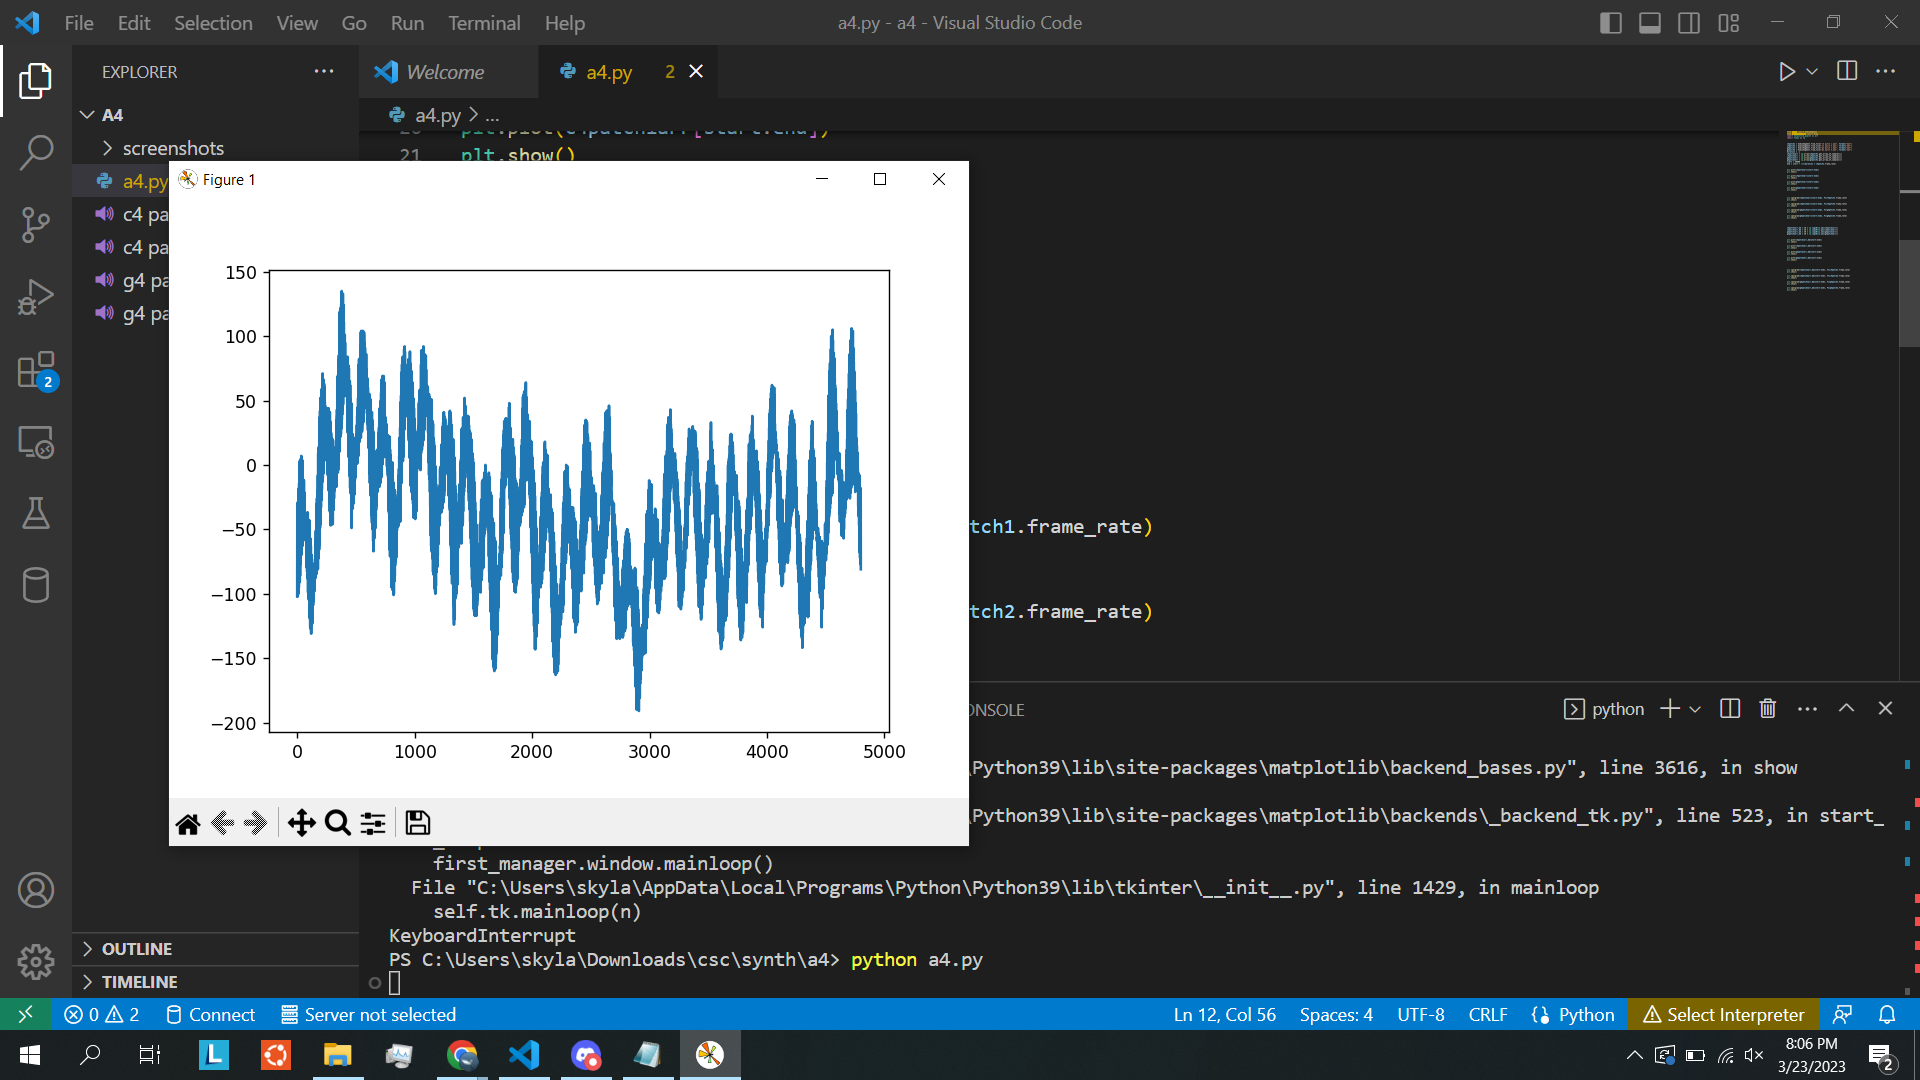 File Edit Selection View Go Run Terminal Help
a4.py - a4 - Visual Studio Code
EXPLORER
Welcome
a4.py 2
A4
a4.py > ...
screenshots
21 plt.show()
a4.py
Figure 1
c4 pa
c4 pa
g4 pa
g4 pa
150
100
50
0
−50
−100
−150
−200
0 1000 2000 3000 4000 5000
2
tch1.frame_rate)
tch2.frame_rate)
ONSOLE
python
Python39\lib\site-packages\matplotlib\backend_bases.py", line 3616, in show
Python39\lib\site-packages\matplotlib\backends\_backend_tk.py", line 523, in start_
first_manager.window.mainloop()
File "C:\Users\skyla\AppData\Local\Programs\Python\Python39\lib\tkinter\__init__.py", line 1429, in mainloop
self.tk.mainloop(n)
KeyboardInterrupt
PS C:\Users\skyla\Downloads\csc\synth\a4> python a4.py
OUTLINE
TIMELINE
0 2 Connect Server not selected
Ln 12, Col 56 Spaces: 4 UTF-8 CRLF Python Select Interpreter
L
8:06 PM
3/23/2023
2